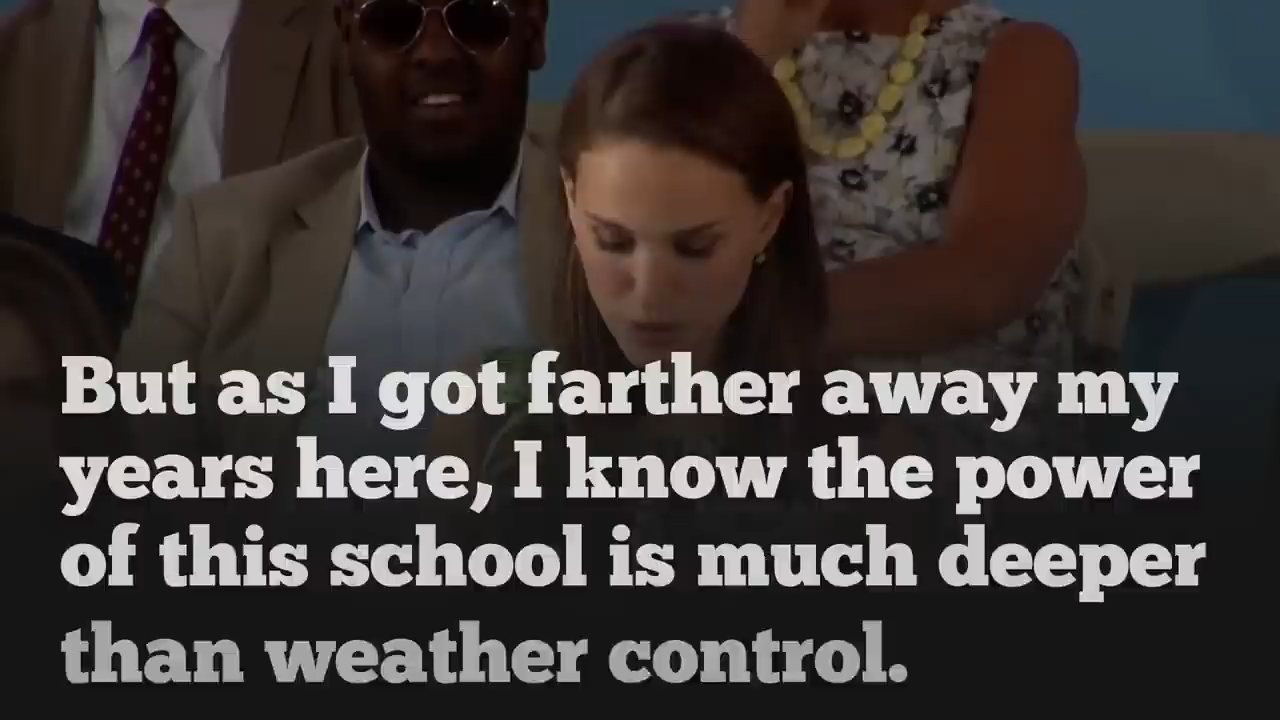 But as I got farther away my
years here, I know the power
of this school is much deeper
than weather control.